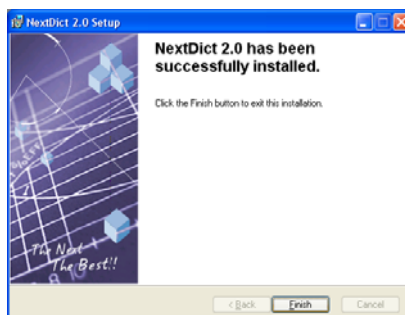 NextDict 2.0 Setup
NextDict 2.0 has been
successfully installed.
Click the Finish button to exit this installation.
The Next
The Best!!
< Back
Finish
Cancel